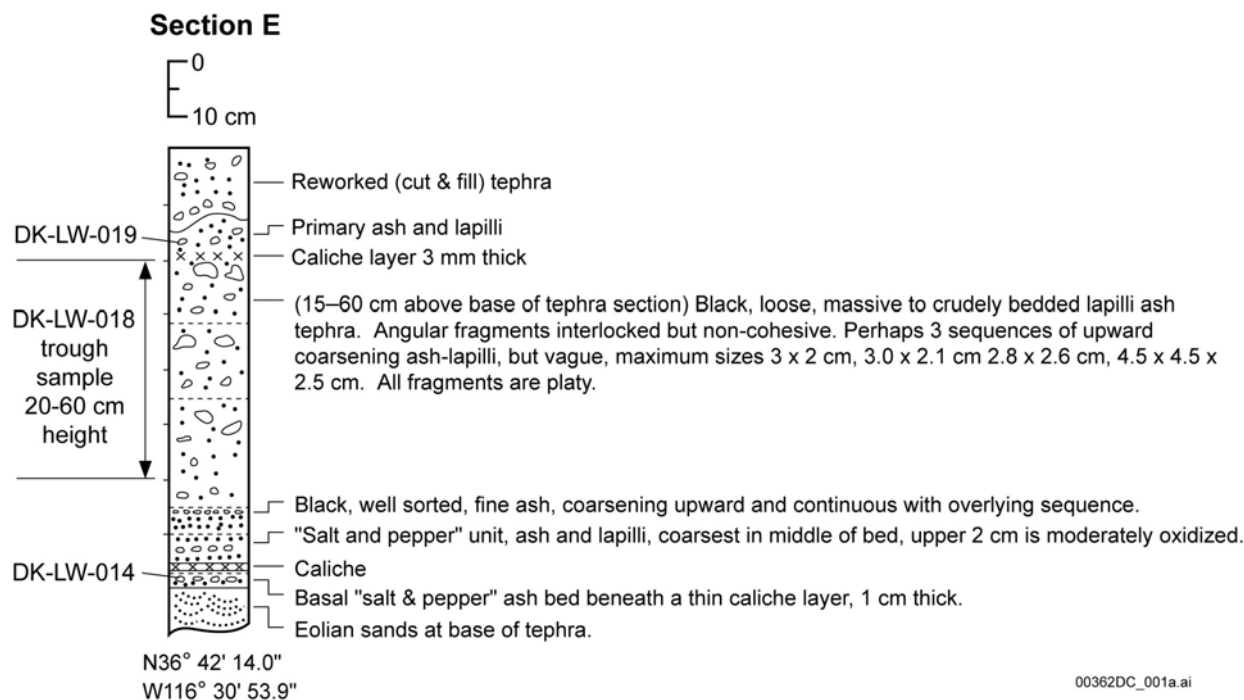 Section E
0
10 cm
Reworked (cut & fill) tephra
Primary ash and lapilli
DK-LW-019
Caliche layer 3 mm thick
(15–60 cm above base of tephra section) Black, loose, massive to crudely bedded lapilli ash
tephra. Angular fragments interlocked but non-cohesive. Perhaps 3 sequences of upward
coarsening ash-lapilli, but vague, maximum sizes 3 x 2 cm, 3.0 x 2.1 cm 2.8 x 2.6 cm, 4.5 x 4.5 x
2.5 cm. All fragments are platy.
DK-LW-018
trough
sample
20-60 cm
height
Black, well sorted, fine ash, coarsening upward and continuous with overlying sequence.
"Salt and pepper" unit, ash and lapilli, coarsest in middle of bed, upper 2 cm is moderately oxidized.
Caliche
DK-LW-014
Basal "salt & pepper" ash bed beneath a thin caliche layer, 1 cm thick.
Eolian sands at base of tephra.
N36° 42' 14.0"
W116° 30' 53.9"
00362DC_001a.ai